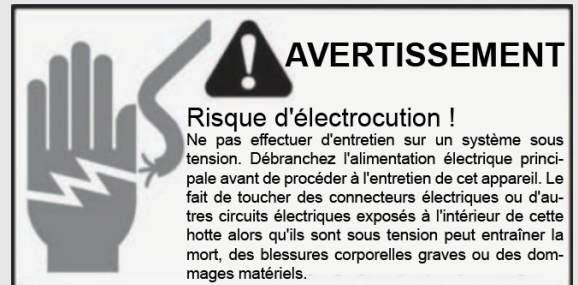 AVERTISSEMENT
Risque d'électrocution !
Ne pas effectuer d'entretien sur un système sous
tension. Débranchez l'alimentation électrique princi-
pale avant de procéder à l'entretien de cet appareil. Le
fait de toucher des connecteurs électriques ou d'au-
tres circuits électriques exposés à l'intérieur de cette
hotte alors qu'ils sont sous tension peut entraîner la
mort, des blessures corporelles graves ou des dom-
mages matériels.